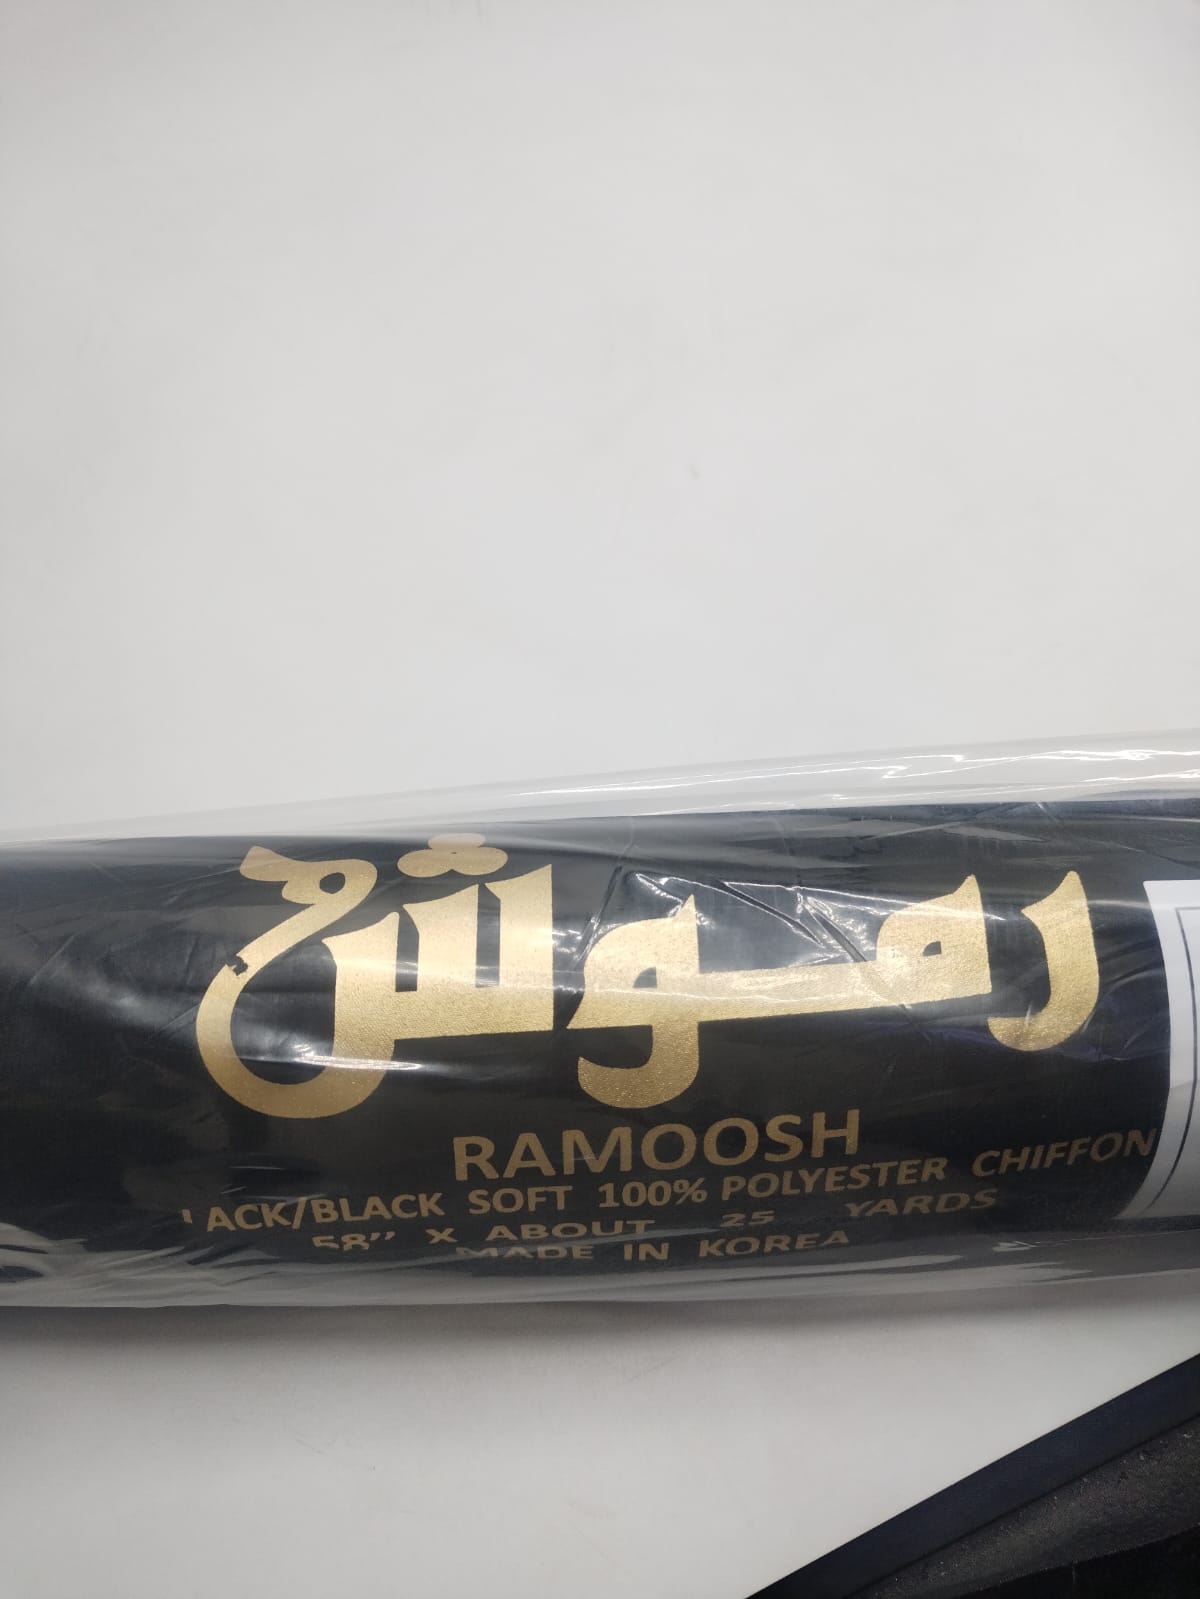 رموش
RAMOOSH
LACK/BLACK SOFT 100% POLYESTER CHIFFON
58" X ABOUT 25 YARDS
MADE IN KOREA